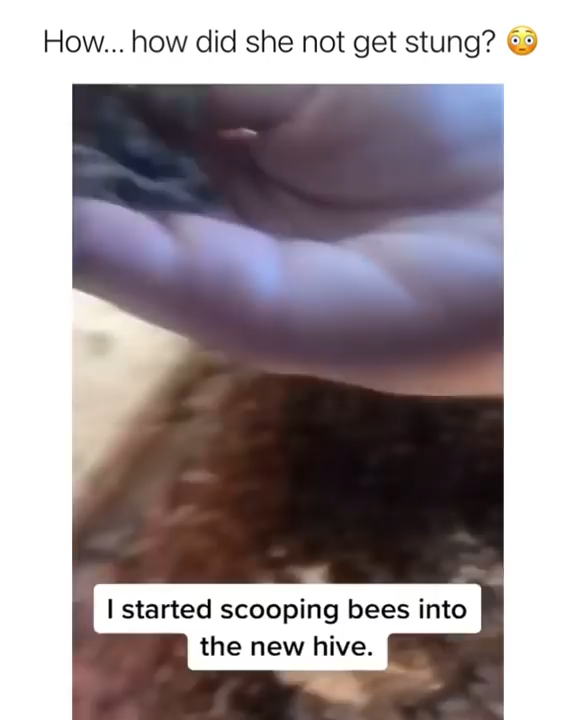 How... how did she not get stung? 😳
I started scooping bees into
the new hive.